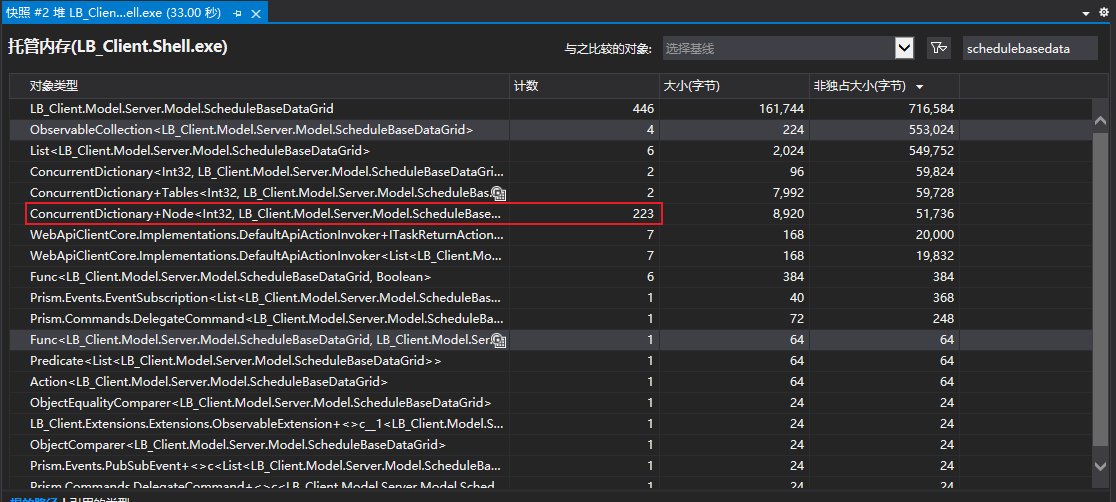 快照 #2 堆 LB_Clien...ell.exe (33.00 秒)
托管内存(LB_Client.Shell.exe)
与之比较的对象: 选择基线 schedulebasedata
对象类型 计数 大小(字节) 非独占大小(字节)
LB_Client.Model.Server.Model.ScheduleBaseDataGrid 446 161,744 716,584
ObservableCollection<LB_Client.Model.Server.Model.ScheduleBaseDataGrid> 4 224 553,024
List<LB_Client.Model.Server.Model.ScheduleBaseDataGrid> 6 2,024 549,752
ConcurrentDictionary<Int32, LB_Client.Model.Server.Model.ScheduleBaseDataGri... 2 96 59,824
ConcurrentDictionary+Tables<Int32, LB_Client.Model.Server.Model.ScheduleBas... 2 7,992 59,728
ConcurrentDictionary+Node<Int32, LB_Client.Model.Server.Model.ScheduleBase... 223 8,920 51,736
WebApiClientCore.Implementations.DefaultApiActionInvoker+ITaskReturnAction... 7 168 20,000
WebApiClientCore.Implementations.DefaultApiActionInvoker<List<LB_Client.Mo... 7 168 19,832
Func<LB_Client.Model.Server.Model.ScheduleBaseDataGrid, Boolean> 6 384 384
Prism.Events.EventSubscription<List<LB_Client.Model.Server.Model.ScheduleBas... 1 40 368
Prism.Commands.DelegateCommand<LB_Client.Model.Server.Model.ScheduleBa... 1 72 248
Func<LB_Client.Model.Server.Model.ScheduleBaseDataGrid, LB_Client.Model.Ser... 1 64 64
Predicate<List<LB_Client.Model.Server.Model.ScheduleBaseDataGrid>> 1 64 64
Action<LB_Client.Model.Server.Model.ScheduleBaseDataGrid> 1 64 64
ObjectEqualityComparer<LB_Client.Model.Server.Model.ScheduleBaseDataGrid> 1 24 24
LB_Client.Extensions.Extensions.ObservableExtension+<>c__1<LB_Client.Model.S... 1 24 24
ObjectComparer<LB_Client.Model.Server.Model.ScheduleBaseDataGrid> 1 24 24
Prism.Events.PubSubEvent+<>c<List<LB_Client.Model.Server.Model.ScheduleBa... 1 24 24
Prism.Commands.DelegateCommand+<>c<LB_Client.Model.Server.Model.Sched... 1 24 24